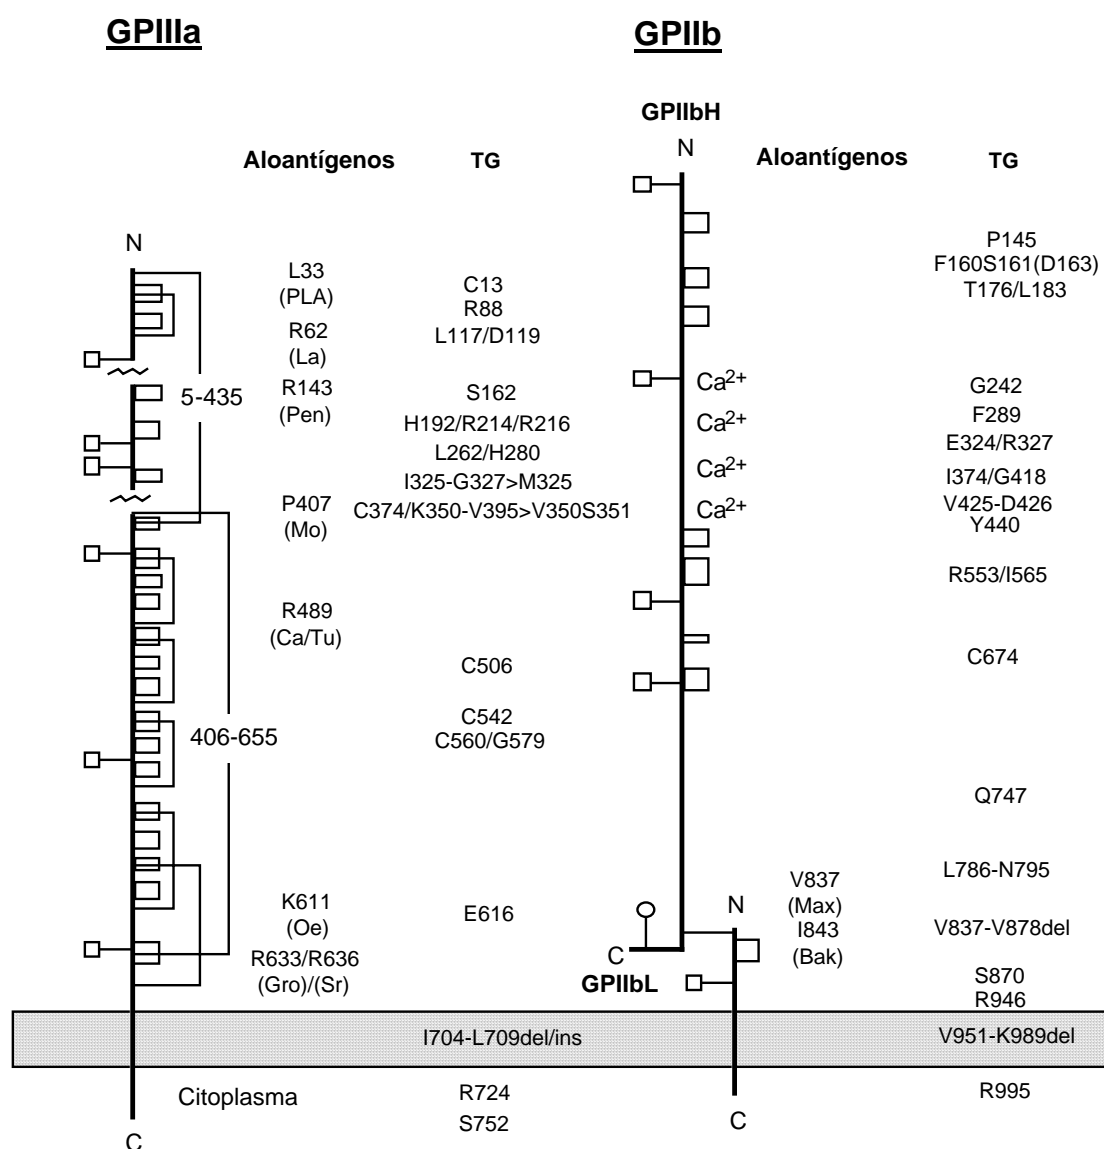 GPIIIa
GPIIb
GPIIbH
Aloantígenos
TG
N
Aloantígenos
TG
N
L33
(PLA)
R62
(La)
R143
(Pen)
P407
(Mo)
R489
(Ca/Tu)
K611
(Oe)
R633/R636
(Gro)/(Sr)
5-435
406-655
C13
R88
L117/D119
S162
H192/R214/R216
L262/H280
I325-G327>M325
C374/K350-V395>V350S351
C506
C542
C560/G579
E616
I704-L709del/ins
R724
S752
Citoplasma
C
Ca2+
Ca2+
Ca2+
Ca2+
C
GPIIbL
N
C
V837
(Max)
I843
(Bak)
P145
F160S161(D163)
T176/L183
G242
F289
E324/R327
I374/G418
V425-D426
Y440
R553/I565
C674
Q747
L786-N795
V837-V878del
S870
R946
V951-K989del
R995